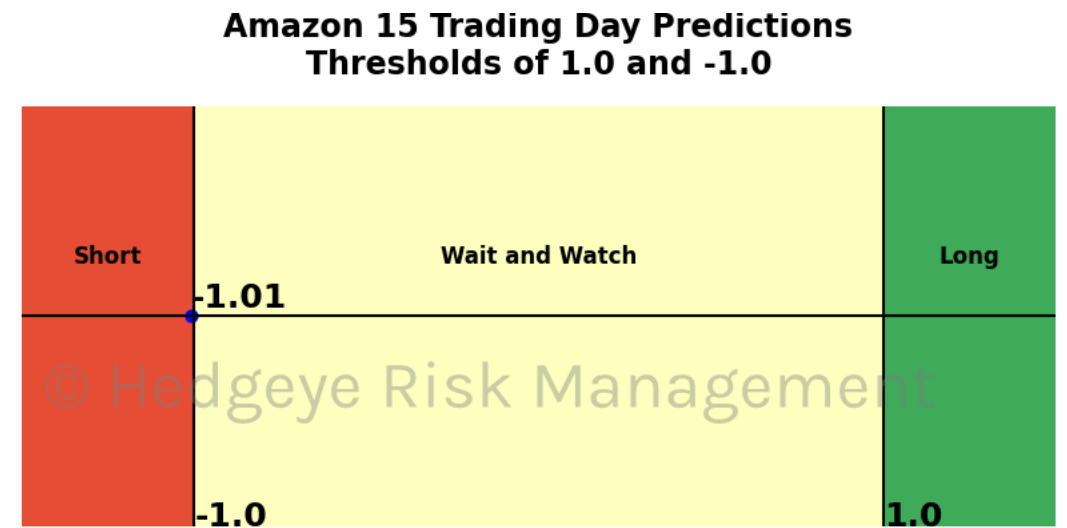 Amazon 15 Trading Day Predictions
Thresholds of 1.0 and -1.0
Short
Wait and Watch
Long
-1.01
© Hedgeye Risk Management
-1.0
1.0